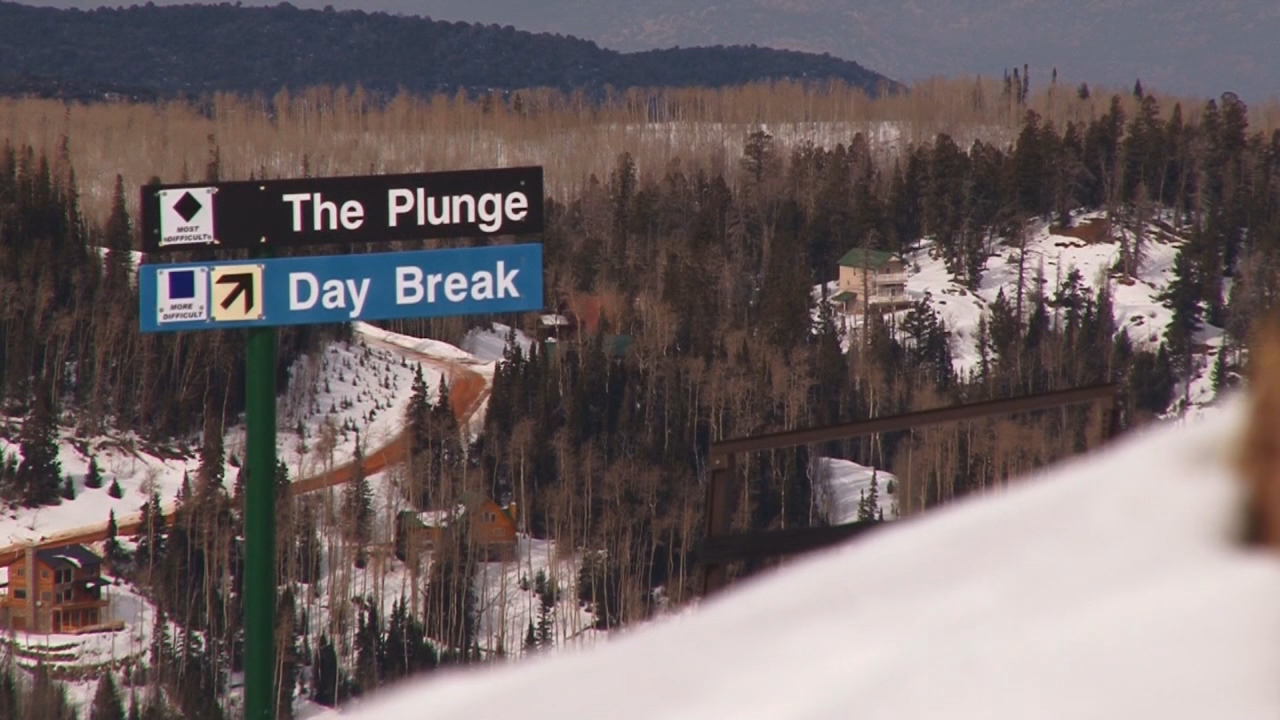 MOST
DIFFICULT
The Plunge
MORE
DIFFICULT
Day Break